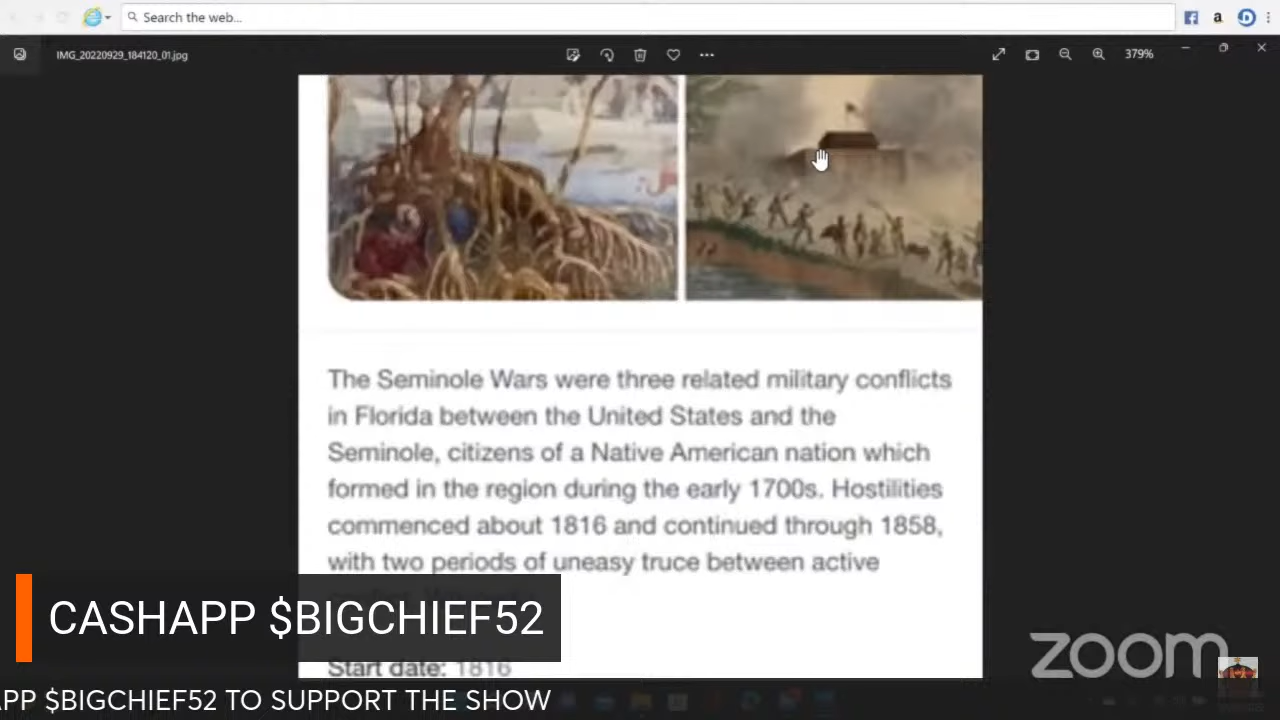 Search the web...
IMG_20220929_184120_01.jpg
379%
The Seminole Wars were three related military conflicts
in Florida between the United States and the
Seminole, citizens of a Native American nation which
formed in the region during the early 1700s. Hostilities
commenced about 1816 and continued through 1858,
with two periods of uneasy truce between active
CASHAPP $BIGCHIEF52
Start date: 1816
zoom
APP $BIGCHIEF52 TO SUPPORT THE SHOW